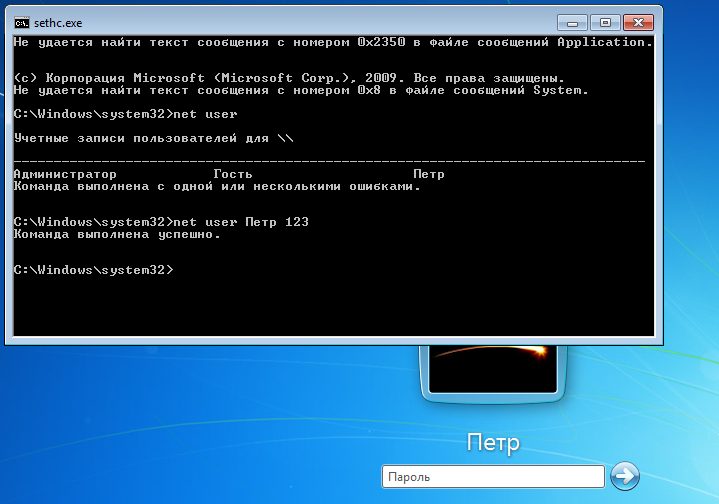 sethc.exe
Не удается найти текст сообщения с номером 0x2350 в файле сообщений Application.
(c) Корпорация Microsoft (Microsoft Corp.), 2009. Все права защищены.
Не удается найти текст сообщения с номером 0x8 в файле сообщений System.
C:\Windows\system32>net user
Учетные записи пользователей для \\
-------------------------------------------------------------------------------
Администратор Гость Петр
Команда выполнена с одной или несколькими ошибками.
C:\Windows\system32>net user Петр 123
Команда выполнена успешно.
C:\Windows\system32>
Петр
Пароль